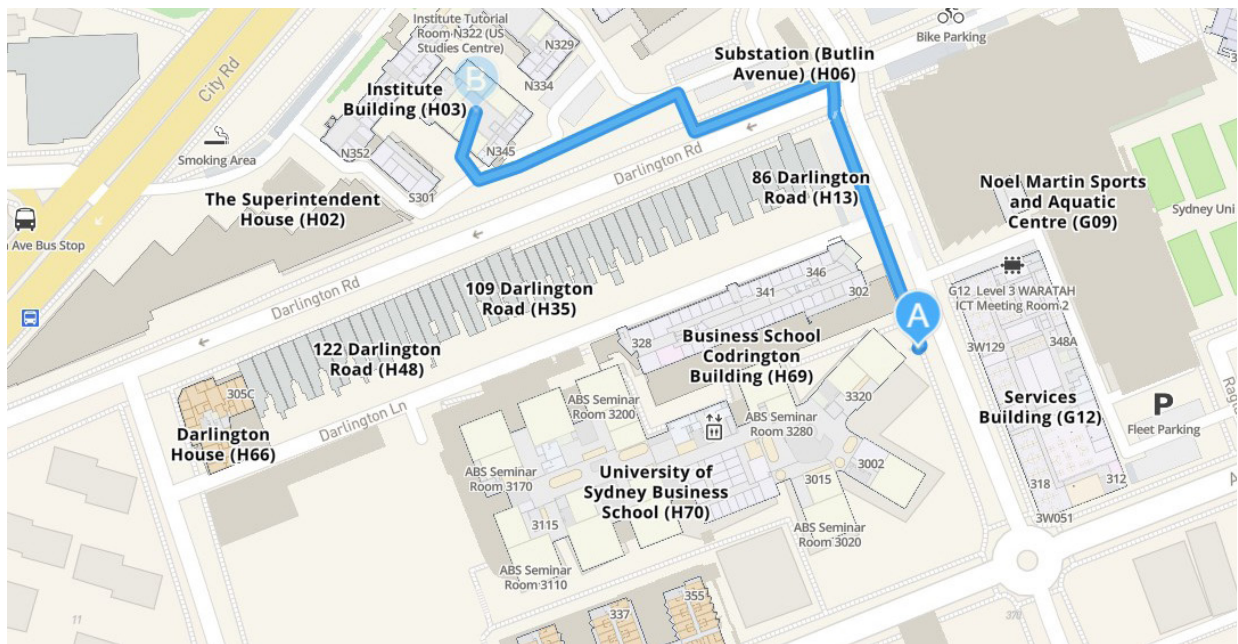 Institute Tutorial
Room N322 (US
Studies Centre)
N329
N334
B
Institute
Building (H03)
N345
N352
S301
City Rd
Smoking Area
Ave Bus Stop
The Superintendent
House (H02)
Substation (Butlin
Avenue) (H06)
Bike Parking
Darlington Rd
86 Darlington
Road (H13)
Noel Martin Sports
and Aquatic
Centre (G09)
Sydney Uni
Darlington Rd
109 Darlington
Road (H35)
122 Darlington
Road (H48)
346
341
302
328
G12 Level 3 WARATAH
ICT Meeting Room 2
A
Business School
Codrington
Building (H69)
3W129
348A
305C
Darlington
House (H66)
Darlington Ln
ABS Seminar
Room 3200
ABS Seminar
Room 3280
3320
Services
Building (G12)
P
Fleet Parking
ABS Seminar
Room 3170
University of
Sydney Business
School (H70)
3002
3015
318
312
3W051
3115
ABS Seminar
Room 3020
ABS Seminar
Room 3110
11
337
355
370